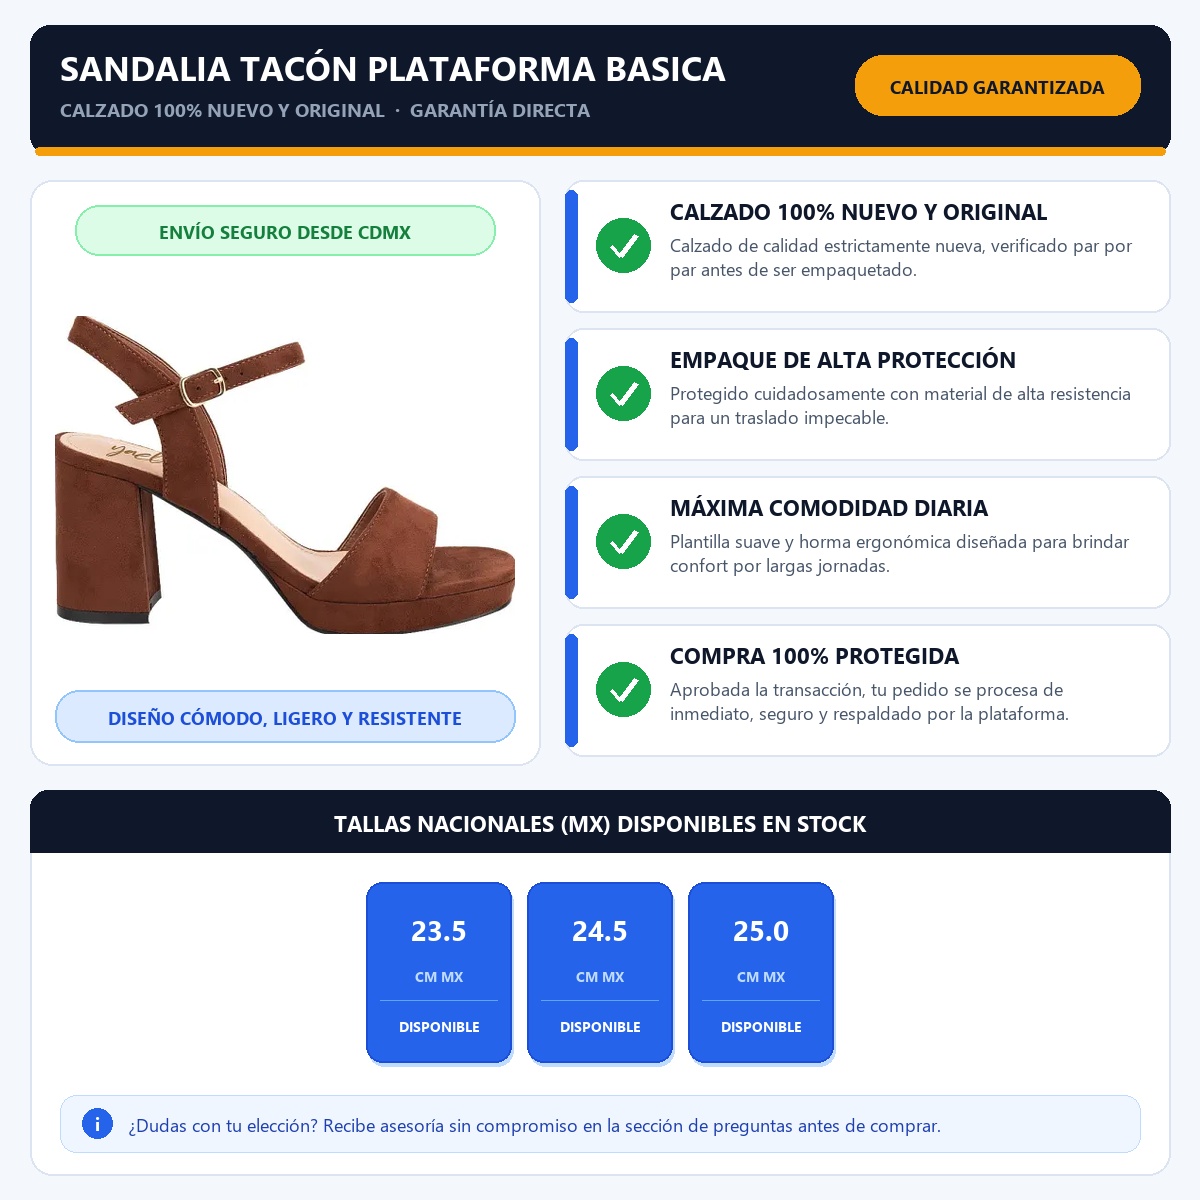 SANDALIA TACÓN PLATAFORMA BASICA
CALZADO 100% NUEVO Y ORIGINAL · GARANTÍA DIRECTA
CALIDAD GARANTIZADA
ENVÍO SEGURO DESDE CDMX
yael
DISEÑO CÓMODO, LIGERO Y RESISTENTE
CALZADO 100% NUEVO Y ORIGINAL
Calzado de calidad estrictamente nueva, verificado par por
par antes de ser empaquetado.
EMPAQUE DE ALTA PROTECCIÓN
Protegido cuidadosamente con material de alta resistencia
para un traslado impecable.
MÁXIMA COMODIDAD DIARIA
Plantilla suave y horma ergonómica diseñada para brindar
confort por largas jornadas.
COMPRA 100% PROTEGIDA
Aprobada la transacción, tu pedido se procesa de
inmediato, seguro y respaldado por la plataforma.
TALLAS NACIONALES (MX) DISPONIBLES EN STOCK
23.5
CM MX
DISPONIBLE
24.5
CM MX
DISPONIBLE
25.0
CM MX
DISPONIBLE
¿Dudas con tu elección? Recibe asesoría sin compromiso en la sección de preguntas antes de comprar.